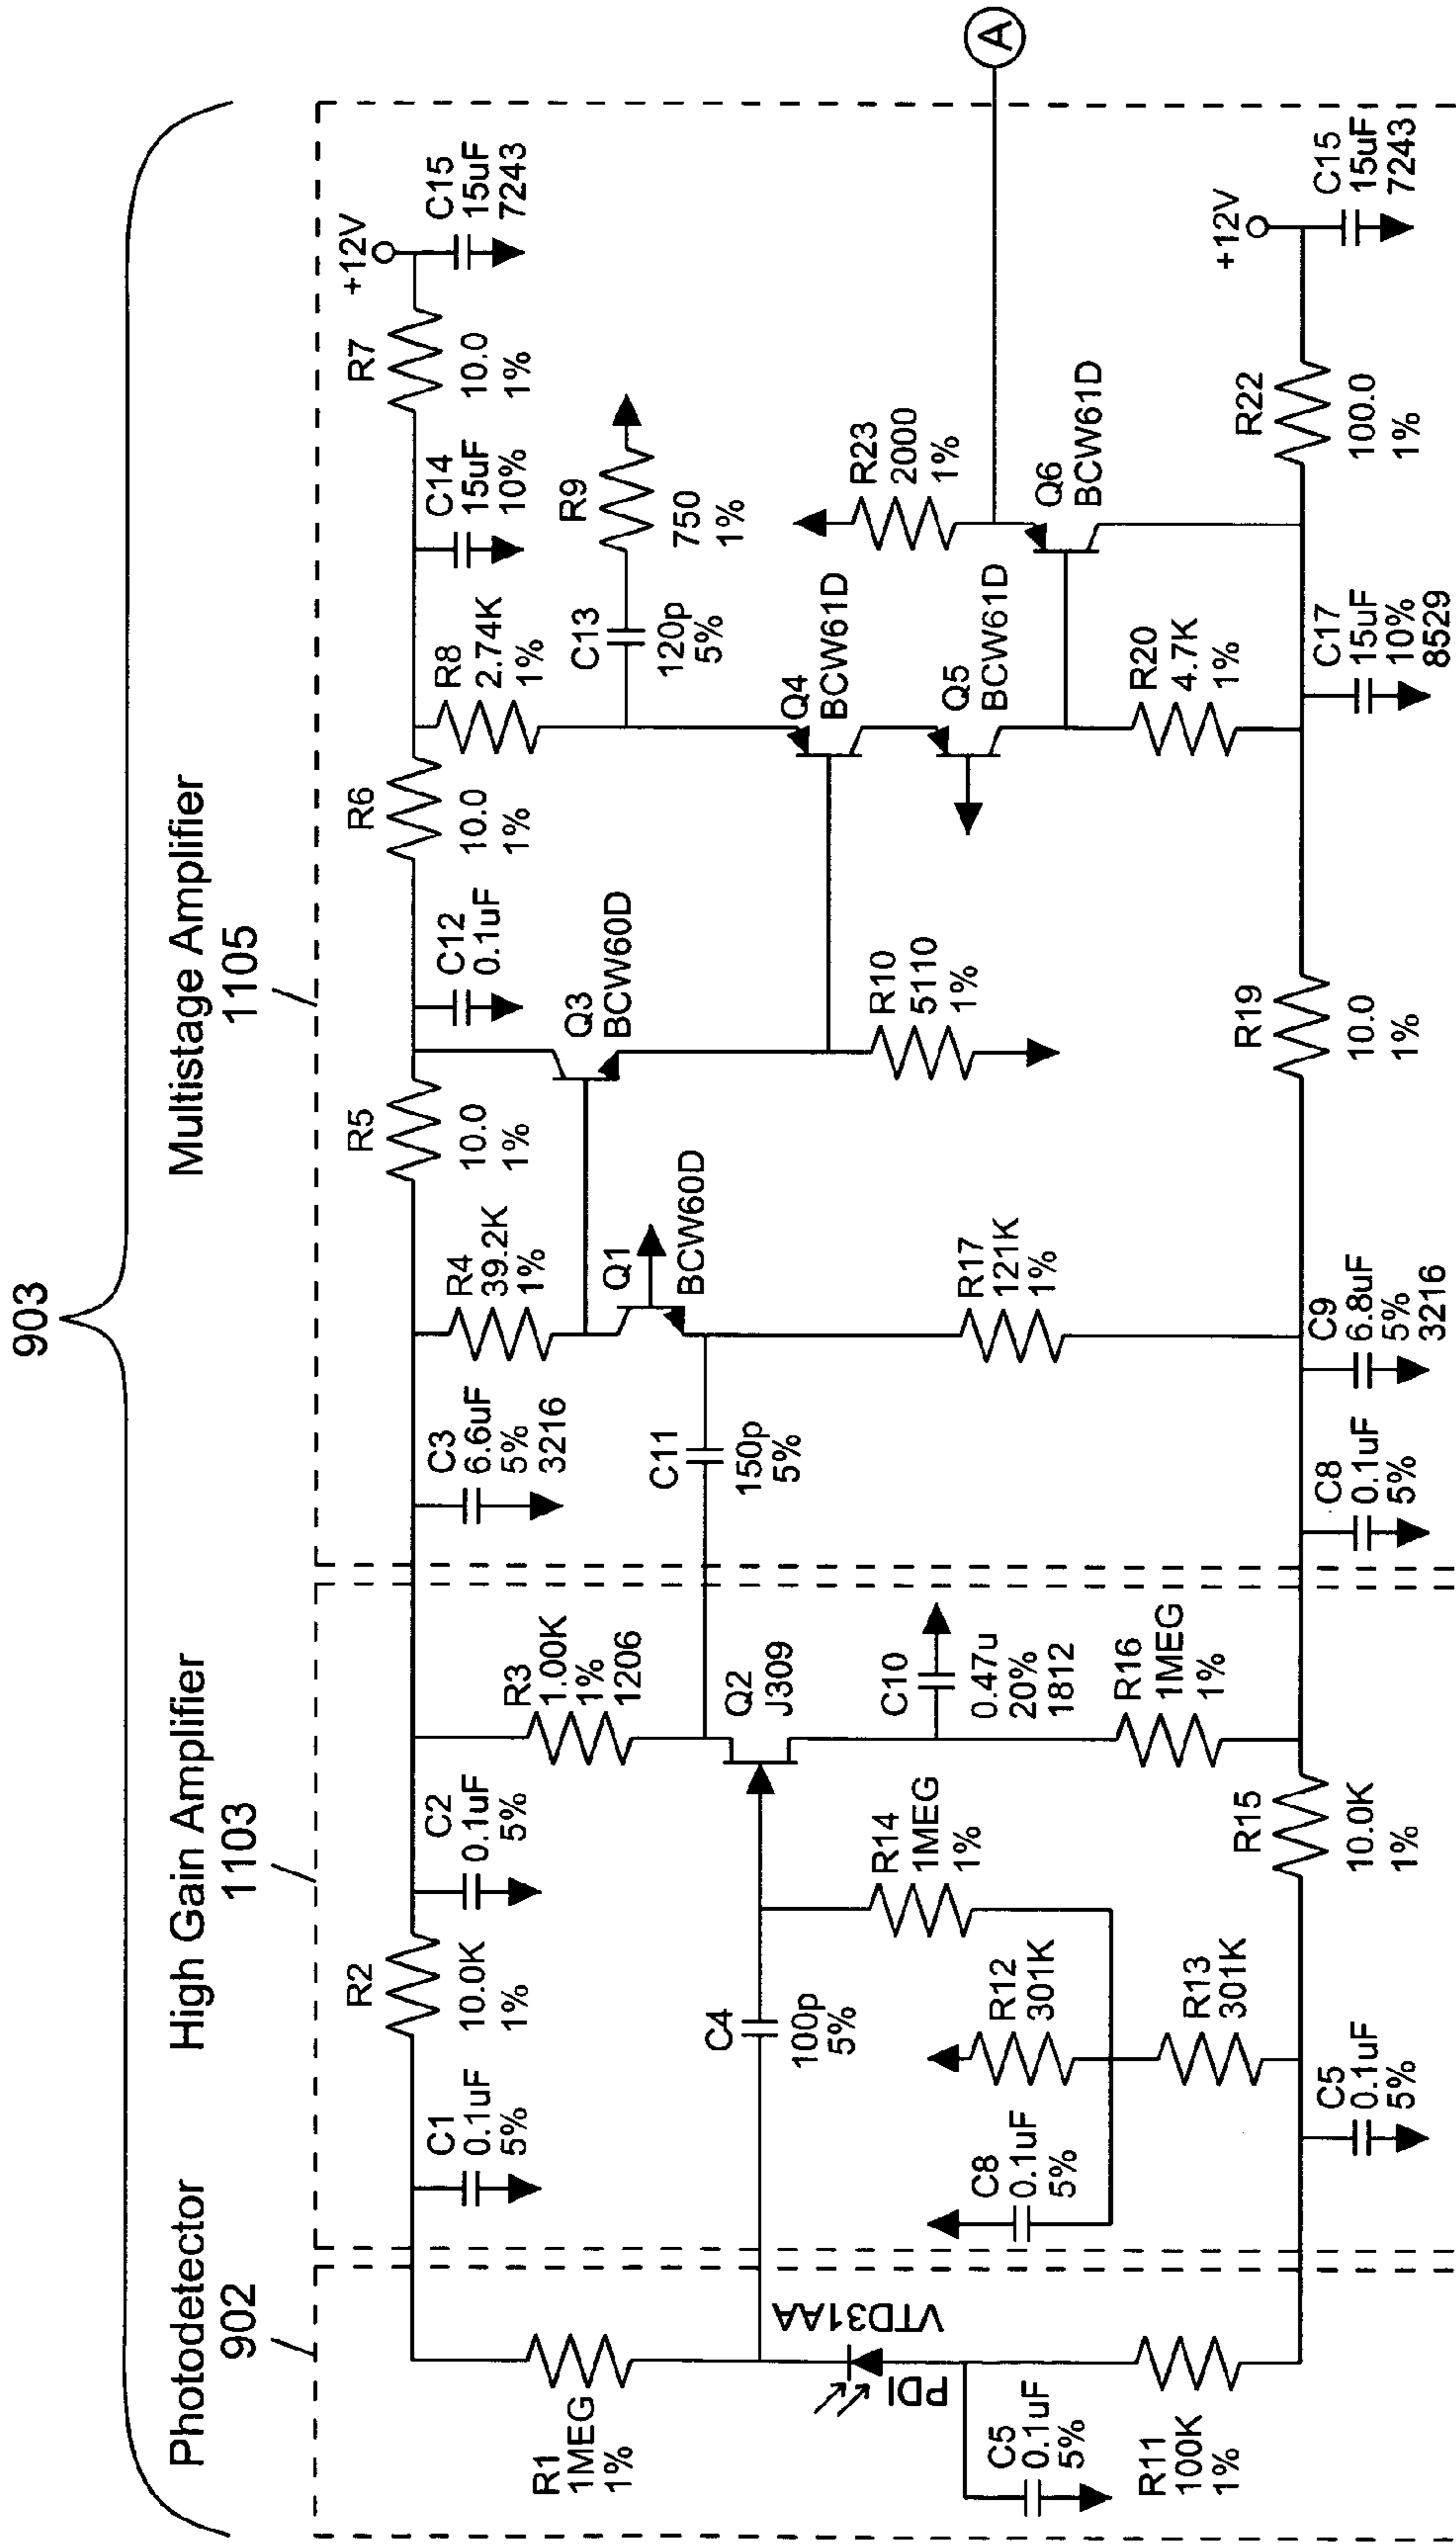 903
Photodetector
902
High Gain Amplifier
1103
Multistage Amplifier
1105
R1
1MEG
1%
C5
0.1uF
5%
R11
100K
1%
PDI
VTD31AA
C1
0.1uF
5%
R2
10.0K
1%
C2
0.1uF
5%
R3
1.00K
1%
1206
C4
100p
5%
Q2
J309
C8
0.1uF
5%
R12
301K
R14
1MEG
1%
R13
301K
C10
0.47u
20%
1812
R16
1MEG
1%
C5
0.1uF
5%
R15
10.0K
1%
C3
6.6uF
5%
3216
R4
39.2K
1%
R5
10.0
1%
C12
0.1uF
R6
10.0
1%
C14
15uF
10%
R7
10.0
1%
+12V
C15
15uF
7243
C11
150p
5%
Q1
BCW60D
Q3
BCW60D
R8
2.74K
1%
C13
120p
5%
R9
750
1%
R17
121K
1%
R10
5110
1%
Q4
BCW61D
Q5
BCW61D
R23
2000
1%
Q6
BCW61D
A
R20
4.7K
1%
C8
0.1uF
5%
C9
6.8uF
5%
3216
R19
10.0
1%
C17
15uF
10%
8529
R22
100.0
1%
+12V
C15
15uF
7243